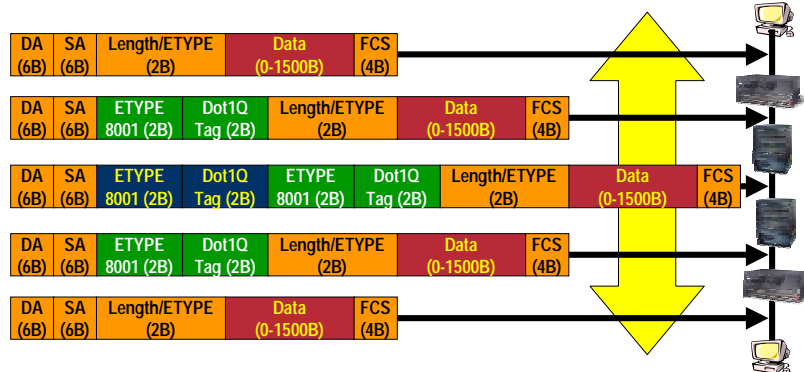 DA SA Length/ETYPE Data FCS
(6B) (6B) (2B) (0-1500B) (4B)
DA SA ETYPE Dot1Q Length/ETYPE Data FCS
(6B) (6B) 8001 (2B) Tag (2B) (2B) (0-1500B) (4B)
DA SA ETYPE Dot1Q ETYPE Dot1Q Length/ETYPE Data FCS
(6B) (6B) 8001 (2B) Tag (2B) 8001 (2B) Tag (2B) (2B) (0-1500B) (4B)
DA SA ETYPE Dot1Q Length/ETYPE Data FCS
(6B) (6B) 8001 (2B) Tag (2B) (2B) (0-1500B) (4B)
DA SA Length/ETYPE Data FCS
(6B) (6B) (2B) (0-1500B) (4B)